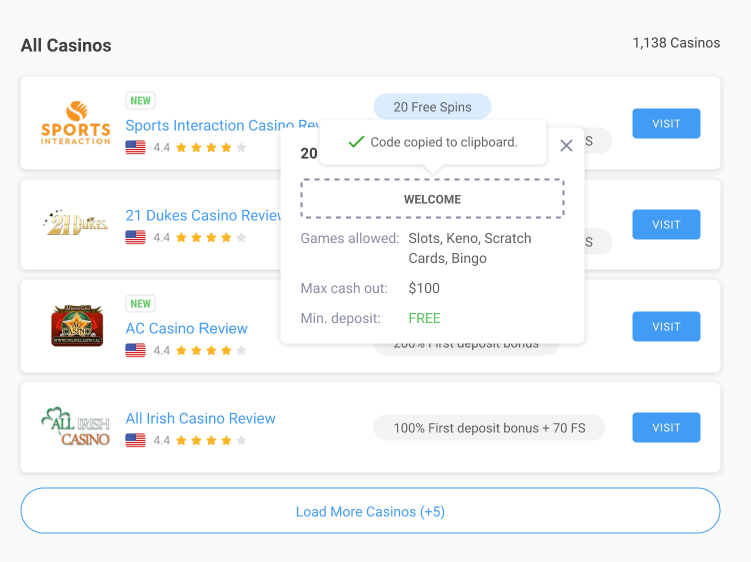 All Casinos
1,138 Casinos
SPORTS
INTERACTION
NEW
Sports Interaction Casino Rev
4.4
20 Free Spins
S
VISIT
20
Code copied to clipboard.
WELCOME
Games allowed: Slots, Keno, Scratch
Cards, Bingo
Max cash out: $100
Min. deposit: FREE
21 DUKES
21 Dukes Casino Review
4.4
S
VISIT
CASINO
NEW
AC Casino Review
4.4
200% First deposit bonus
VISIT
ALL IRISH
CASINO
All Irish Casino Review
4.4
100% First deposit bonus + 70 FS
VISIT
Load More Casinos (+5)